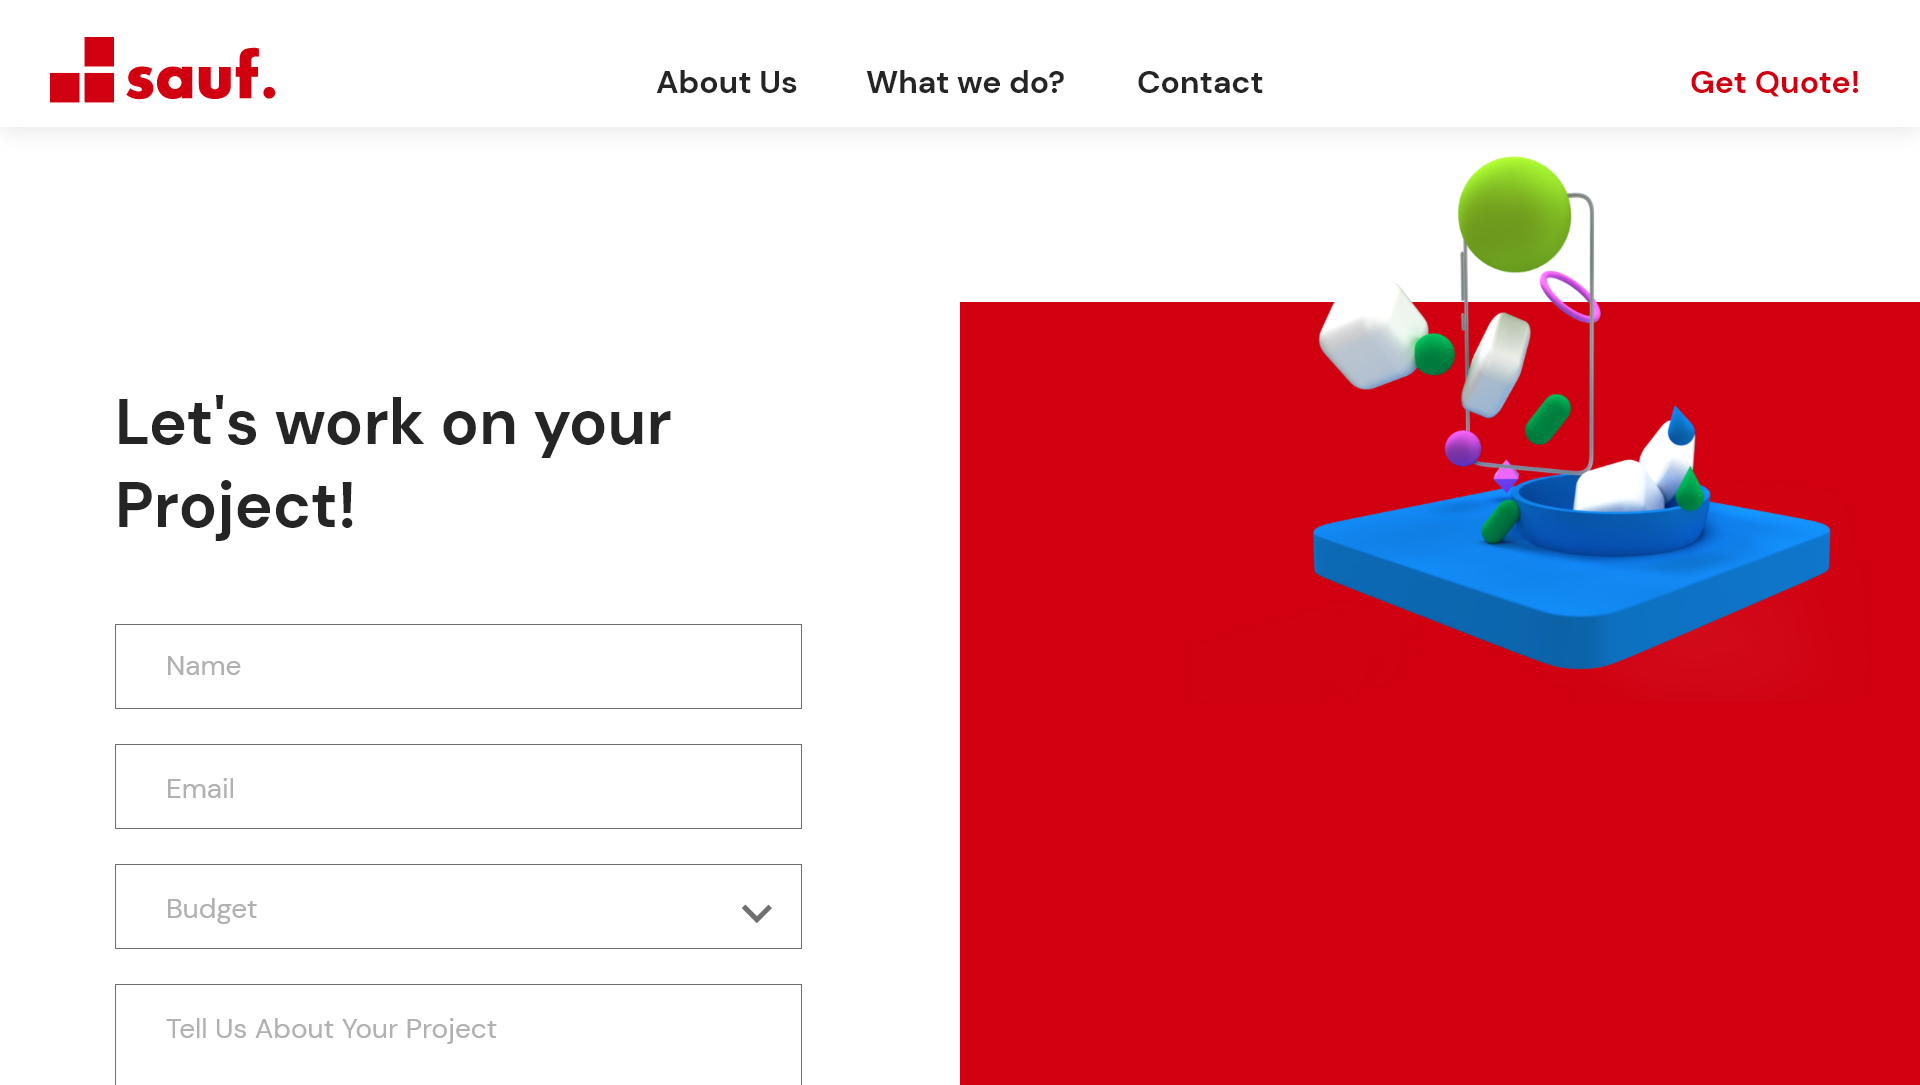 sauf.
About Us
What we do?
Contact
Get Quote!
Let's work on your
Project!
Name
Email
Budget
Tell Us About Your Project